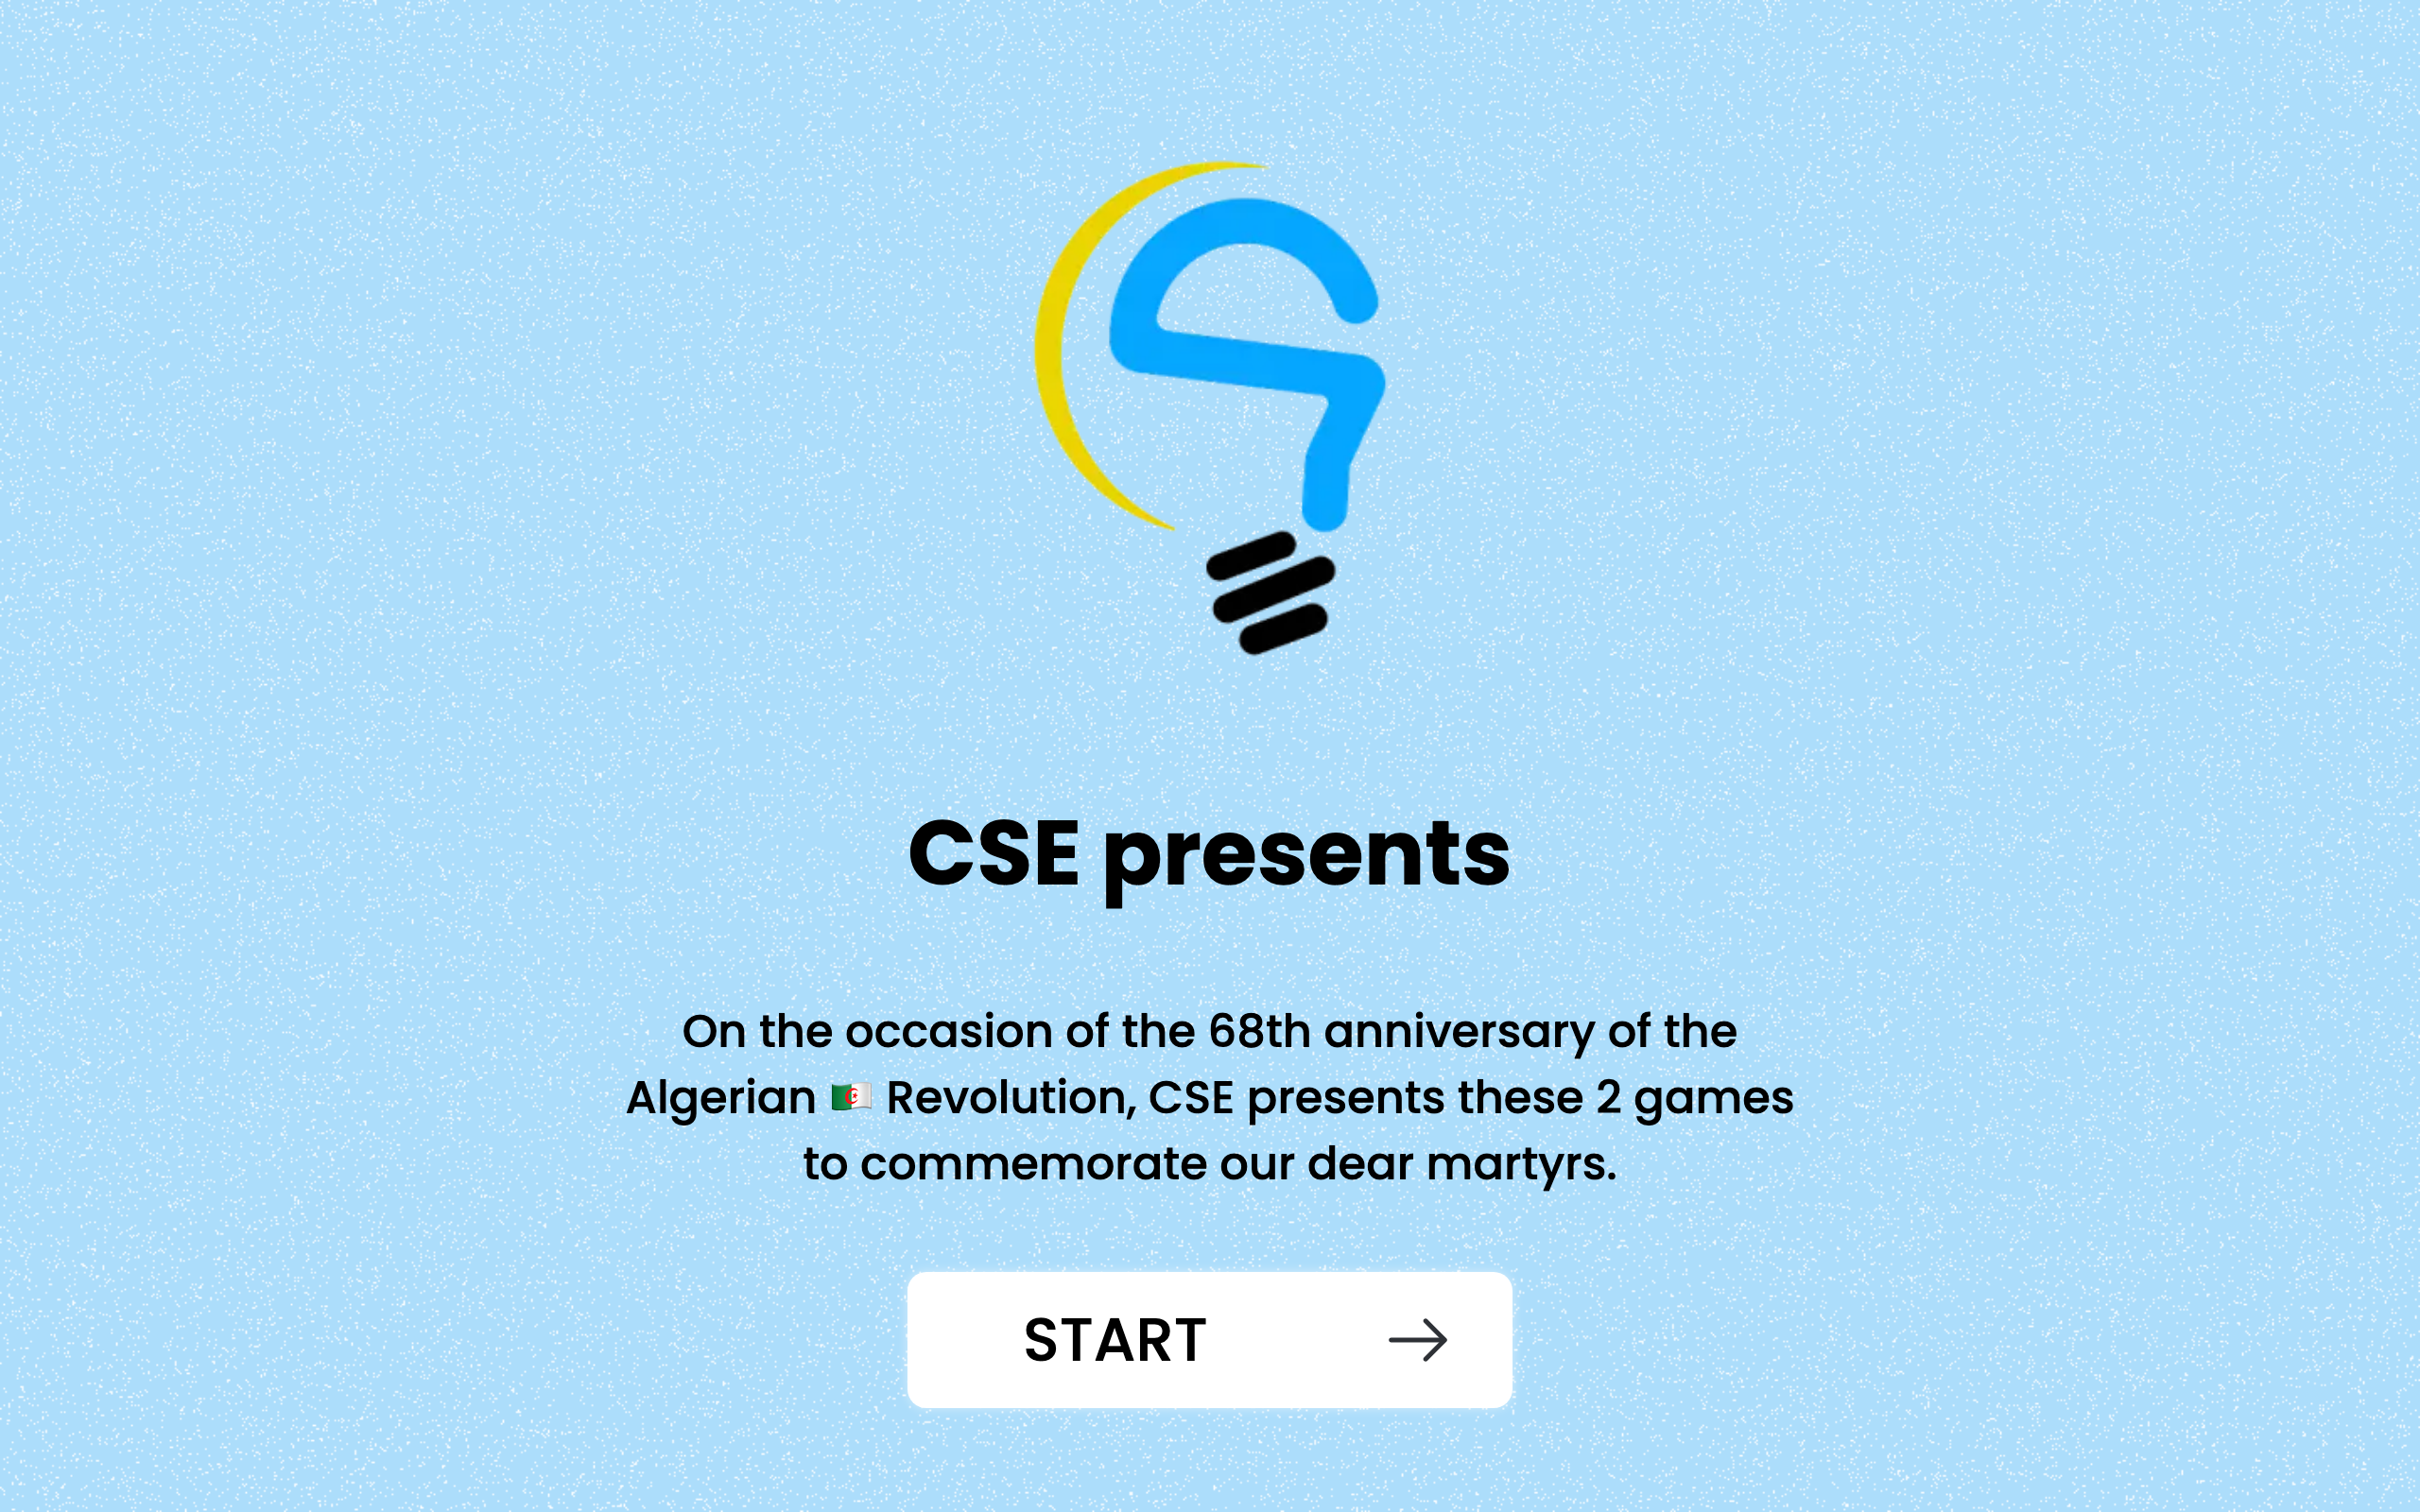 CSE presents
On the occasion of the 68th anniversary of the
Algerian 🇩🇿 Revolution, CSE presents these 2 games
to commemorate our dear martyrs.
START